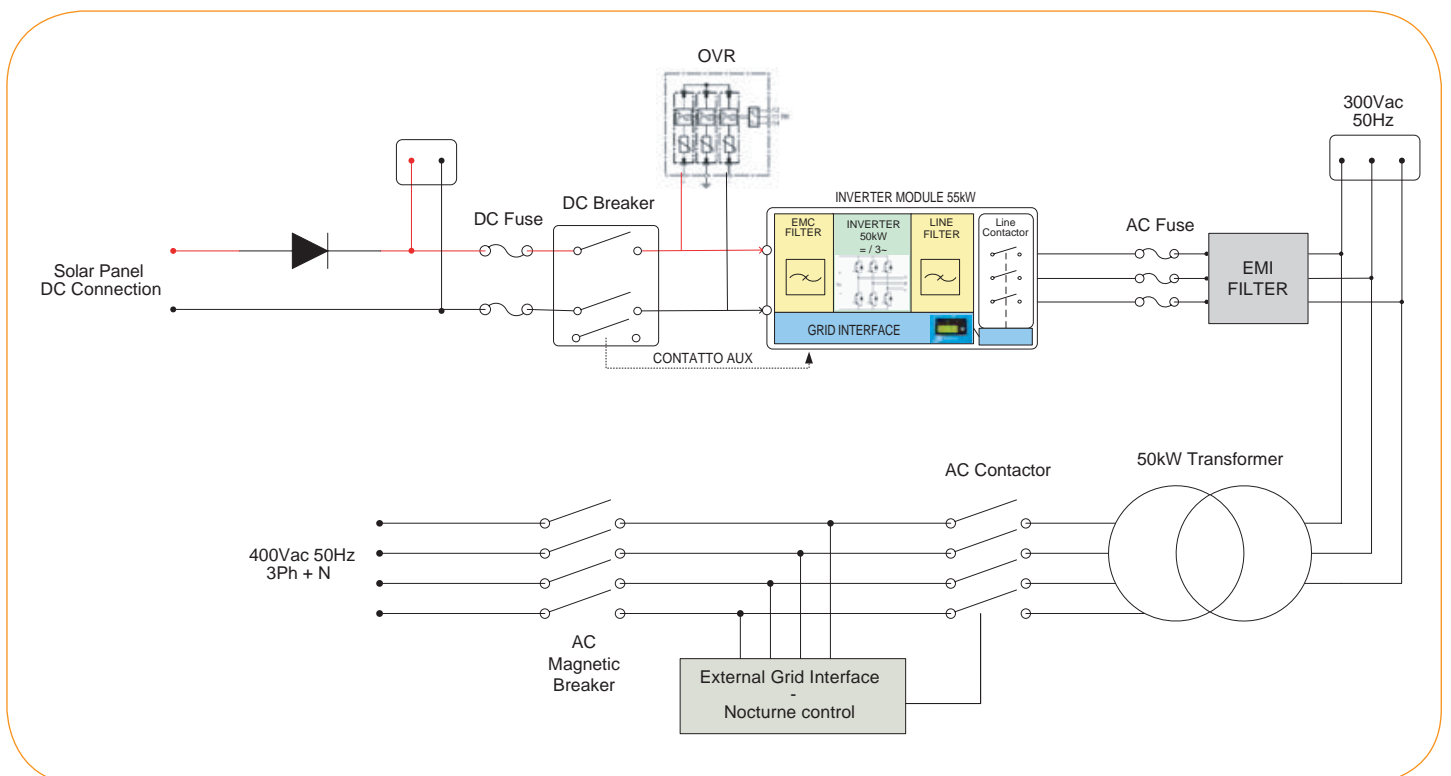 OVR
300Vac
50Hz
Solar Panel
DC Connection
DC Fuse
DC Breaker
CONTATTO AUX
INVERTER MODULE 55kW
EMC
FILTER
INVERTER
50kW
= / 3~
LINE
FILTER
Line
Contactor
GRID INTERFACE
AC Fuse
EMI
FILTER
400Vac 50Hz
3Ph + N
AC
Magnetic
Breaker
AC Contactor
50kW Transformer
External Grid Interface
-
Nocturne control